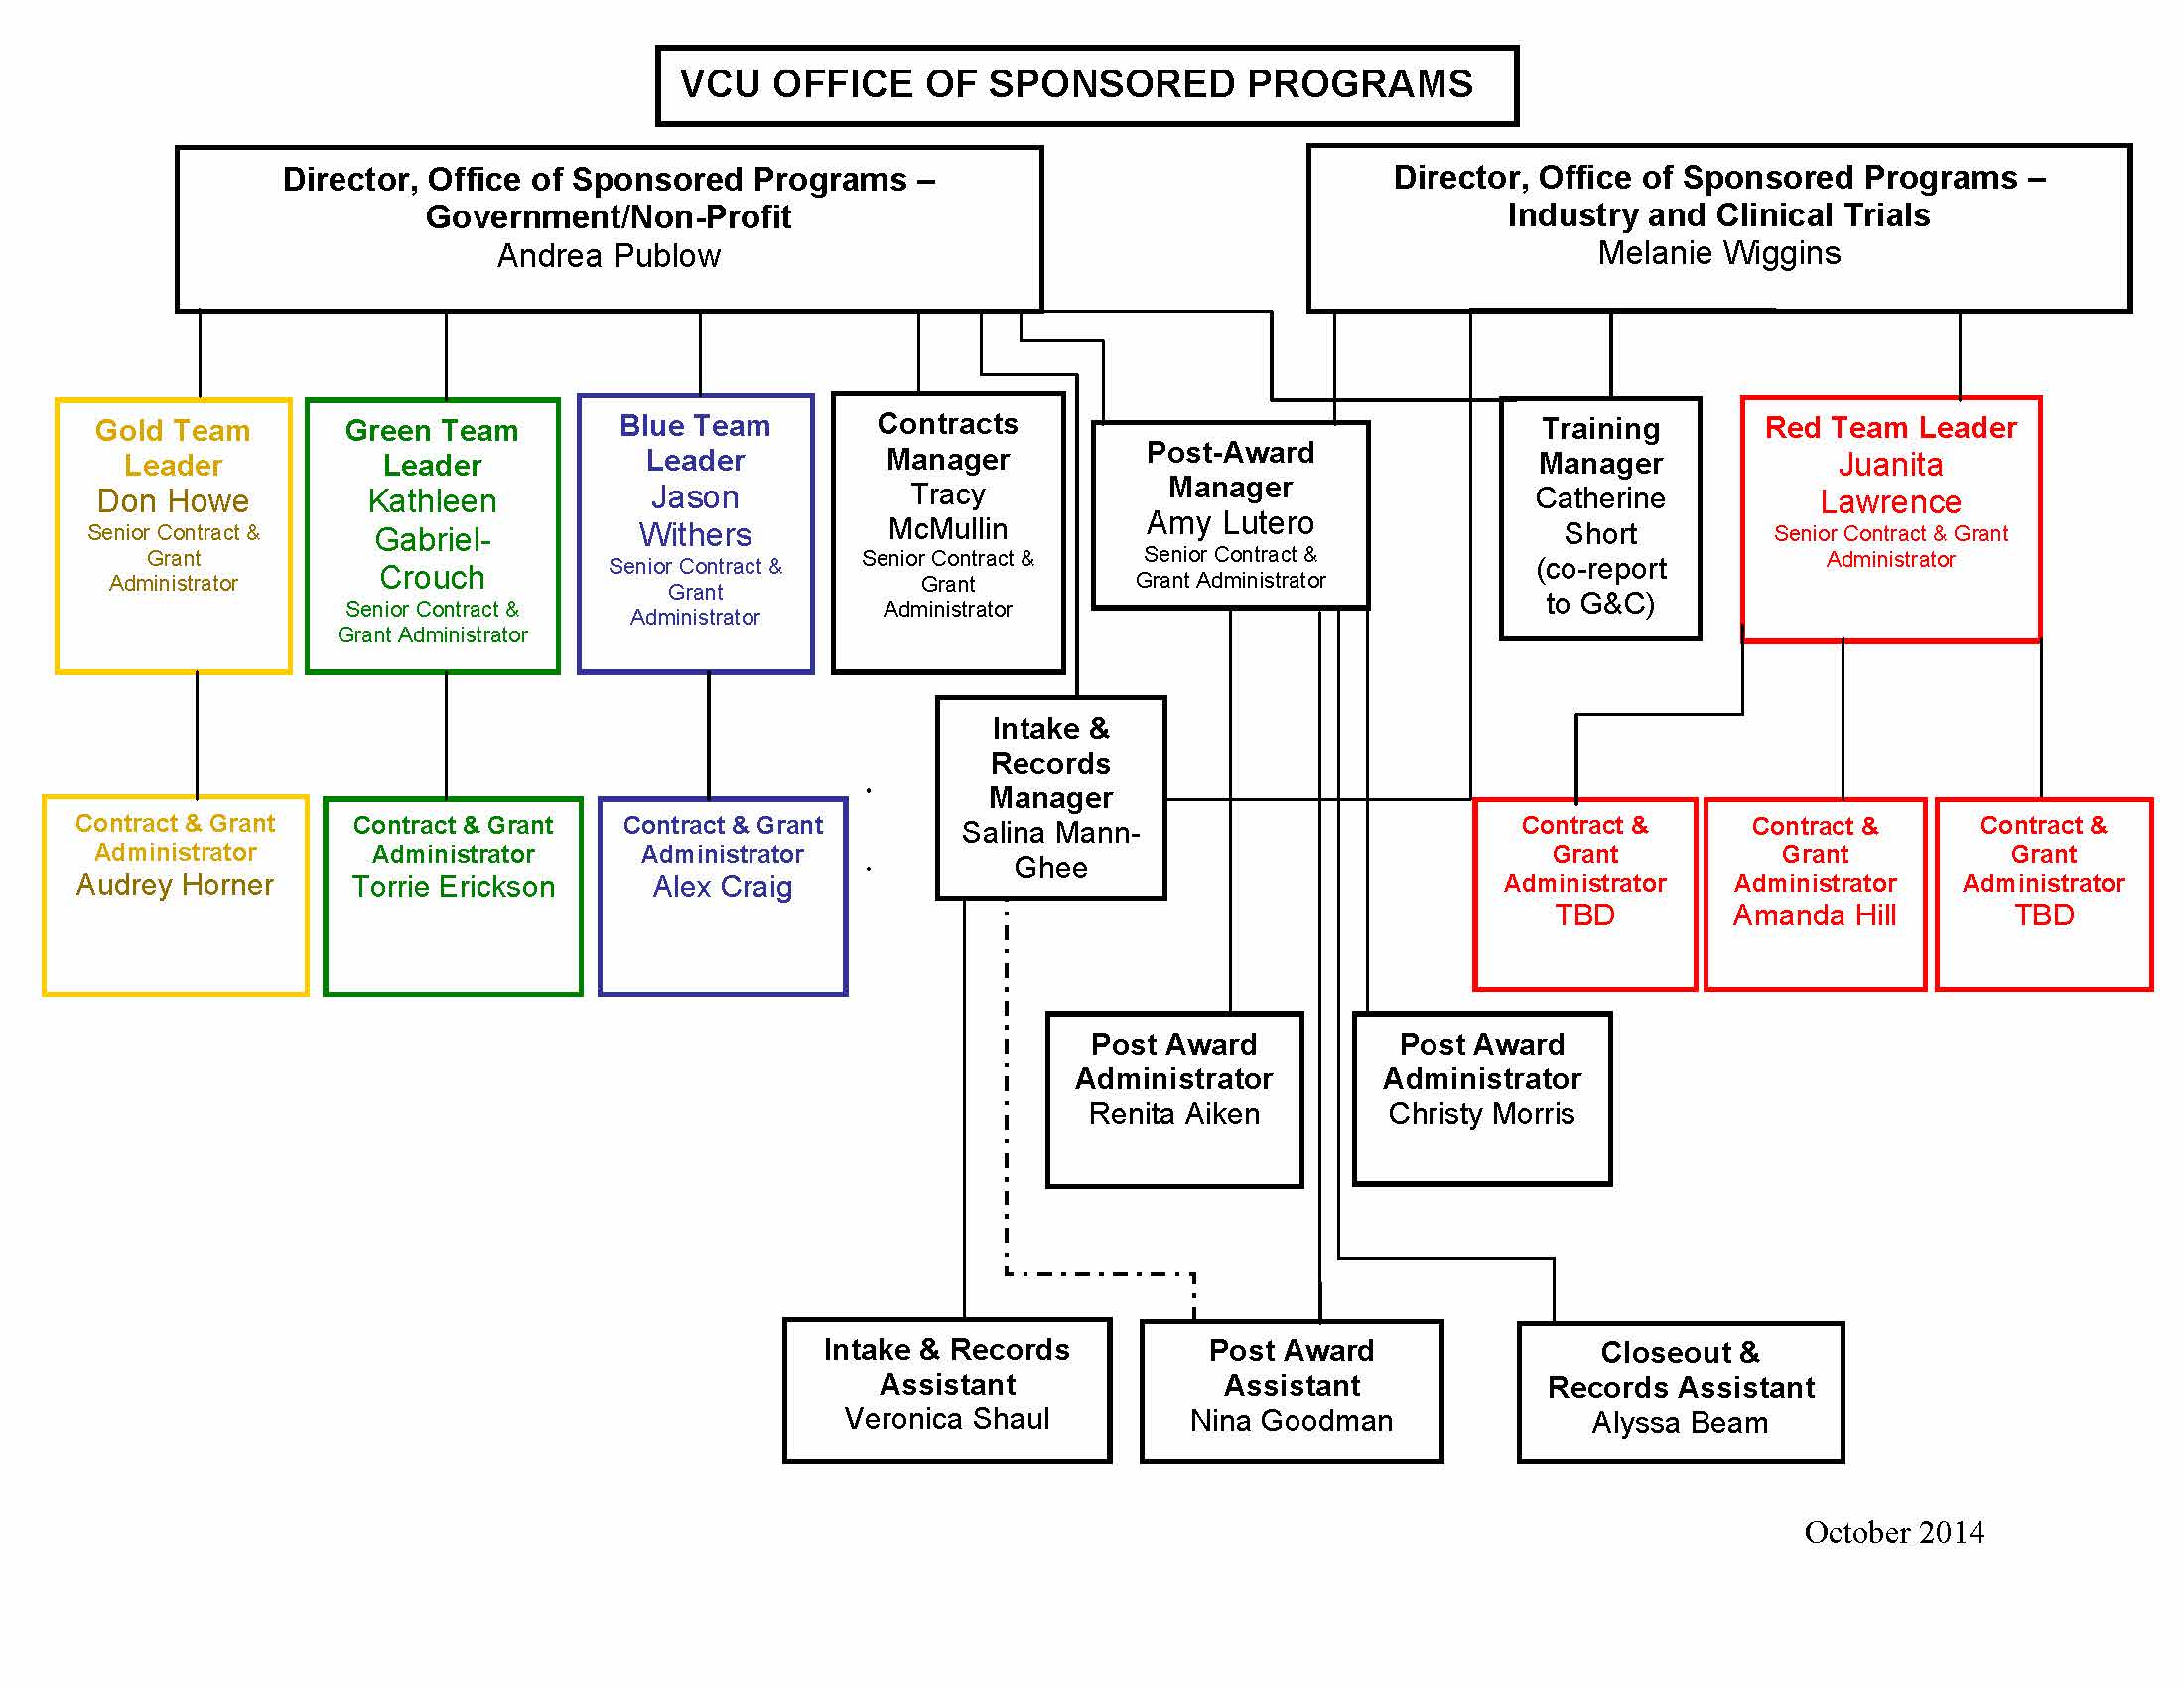 VCU OFFICE OF SPONSORED PROGRAMS
Director, Office of Sponsored Programs –
Government/Non-Profit
Andrea Publow
Director, Office of Sponsored Programs –
Industry and Clinical Trials
Melanie Wiggins
Gold Team
Leader
Don Howe
Senior Contract &
Grant
Administrator
Green Team
Leader
Kathleen
Gabriel-
Crouch
Senior Contract &
Grant Administrator
Blue Team
Leader
Jason
Withers
Senior Contract &
Grant
Administrator
Contracts
Manager
Tracy
McMullin
Senior Contract &
Grant
Administrator
Post-Award
Manager
Amy Lutero
Senior Contract &
Grant Administrator
Training
Manager
Catherine
Short
(co-report
to G&C)
Red Team Leader
Juanita
Lawrence
Senior Contract & Grant
Administrator
Intake &
Records
Manager
Salina Mann-
Ghee
Contract & Grant
Administrator
Audrey Horner
Contract & Grant
Administrator
Torrie Erickson
Contract & Grant
Administrator
Alex Craig
Contract &
Grant
Administrator
TBD
Contract &
Grant
Administrator
Amanda Hill
Contract &
Grant
Administrator
TBD
Post Award
Administrator
Renita Aiken
Post Award
Administrator
Christy Morris
Intake & Records
Assistant
Veronica Shaul
Post Award
Assistant
Nina Goodman
Closeout &
Records Assistant
Alyssa Beam
October 2014